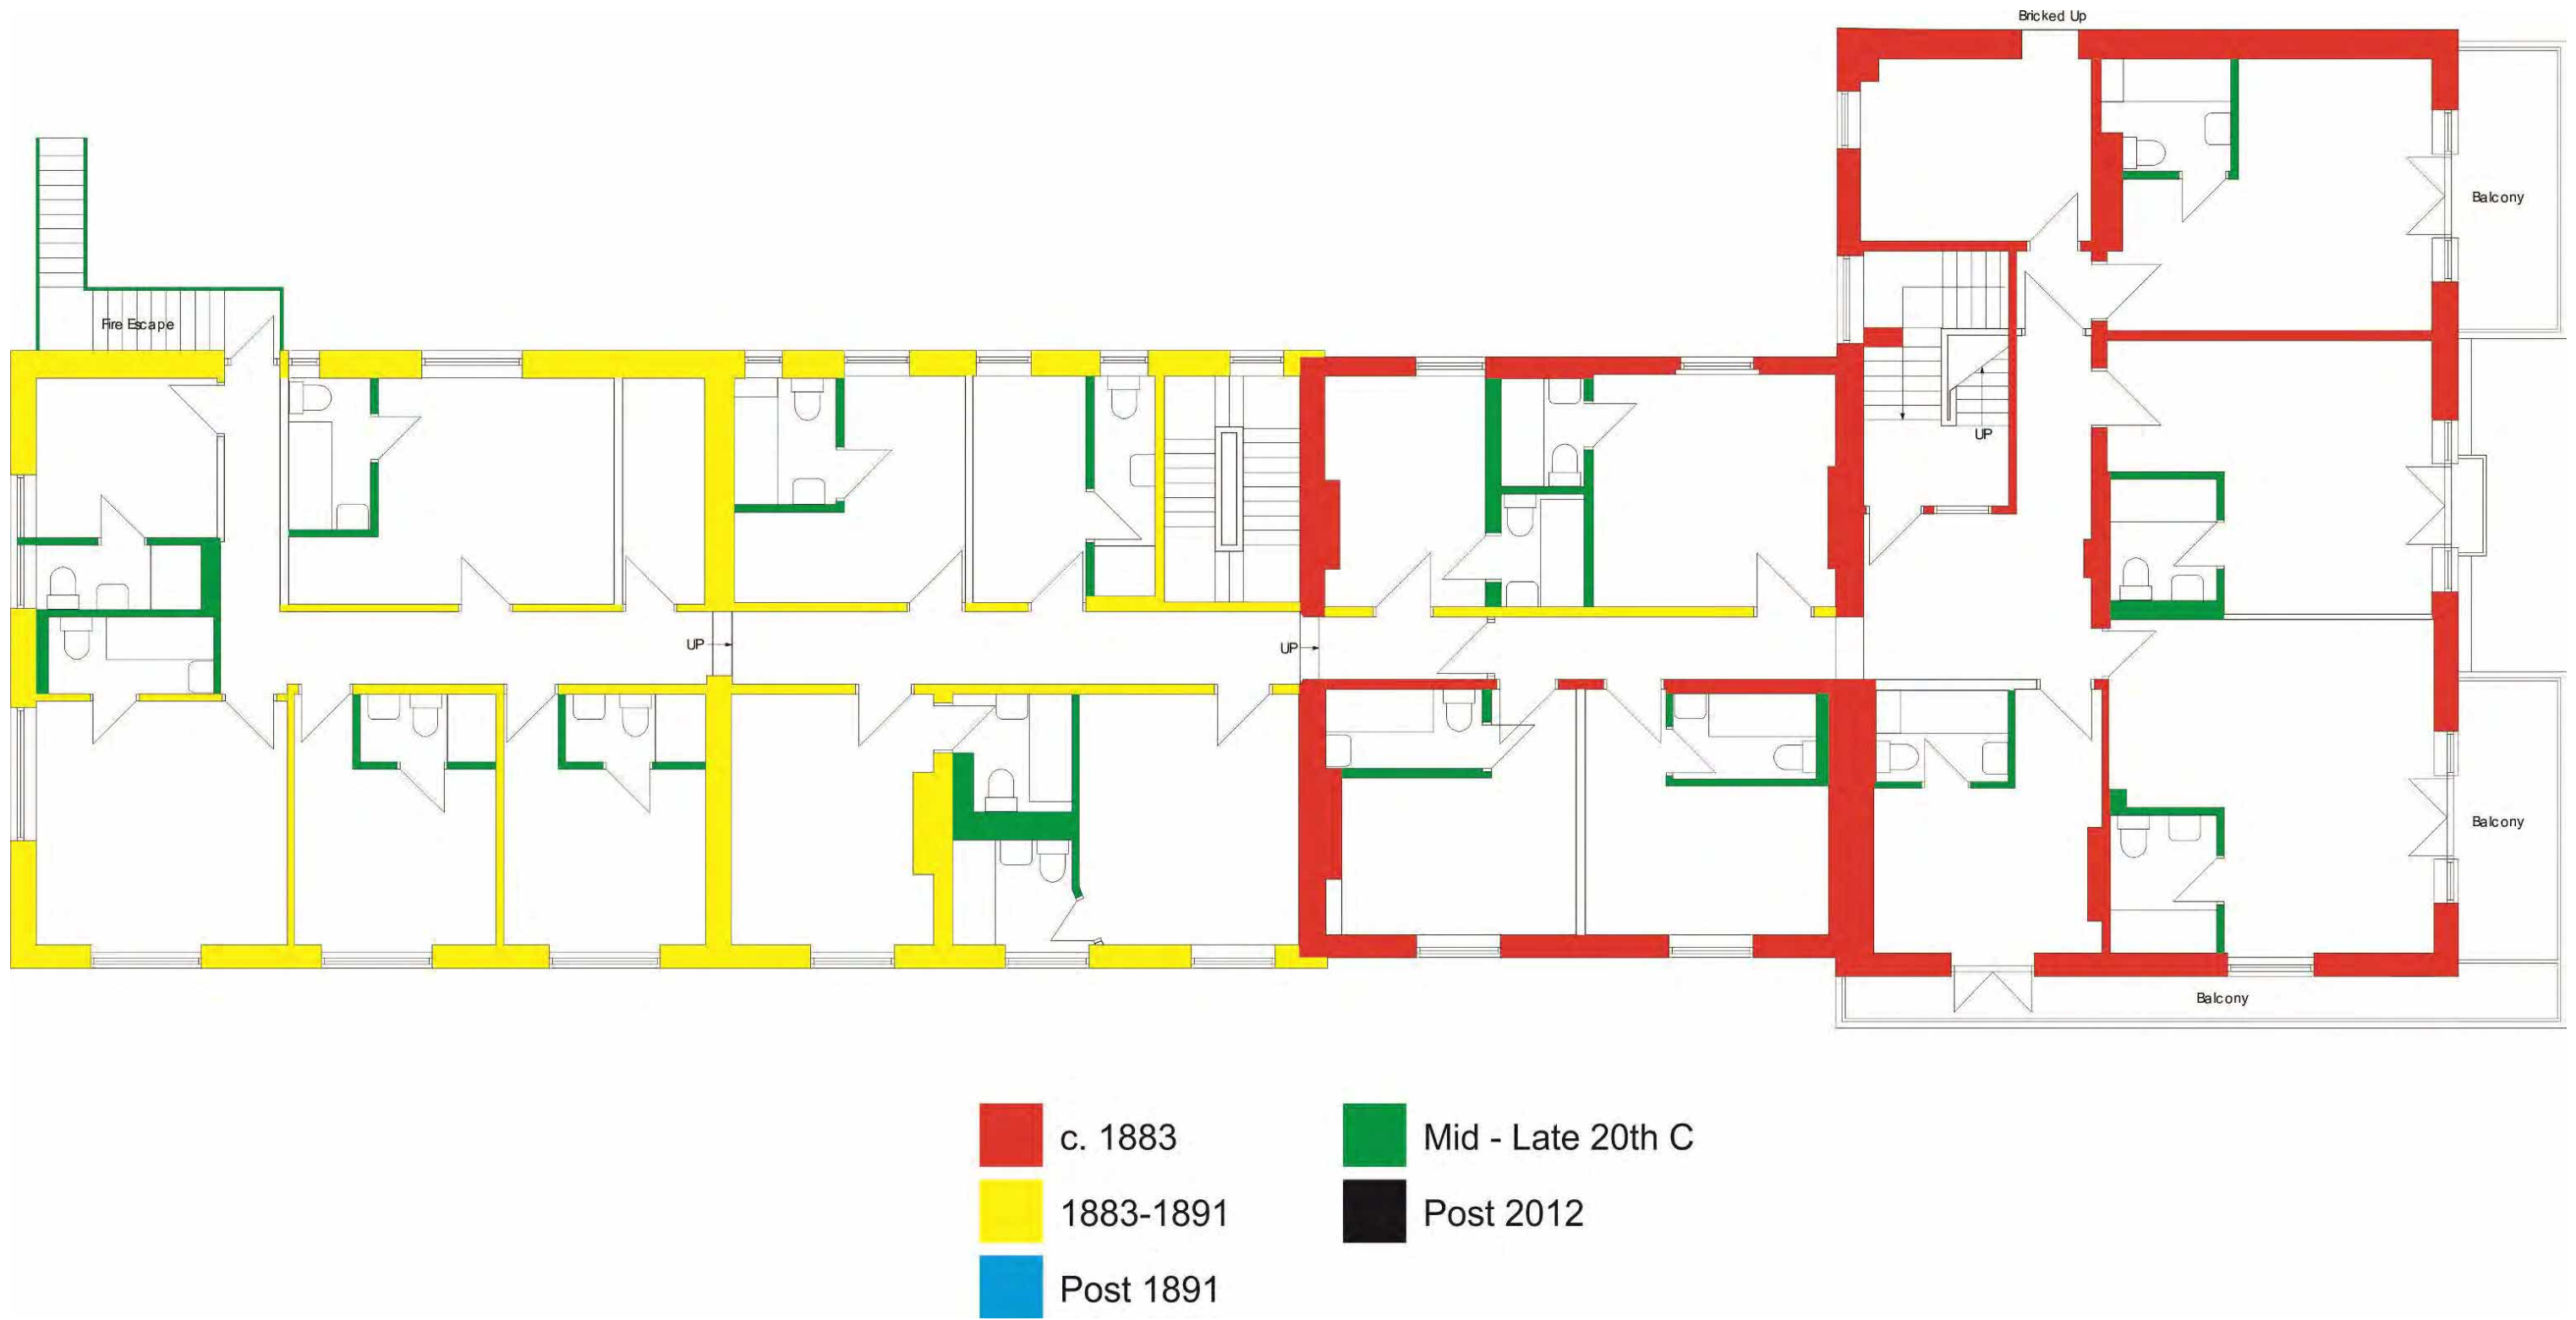 Bricked Up
Balcony
Fire Escape
UP
UP
UP
Balcony
Balcony
c. 1883
Mid - Late 20th C
1883-1891
Post 2012
Post 1891